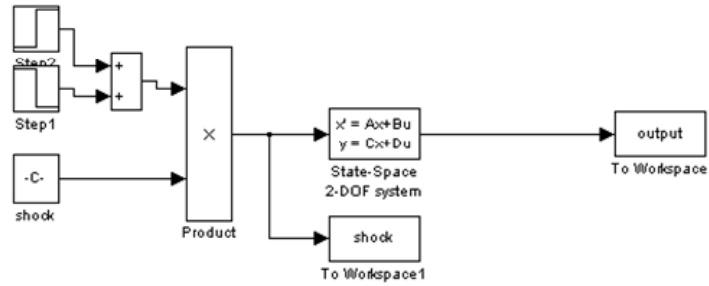 Step2
+
+
Step1
-C-
shock
×
Product
x' = Ax+Bu
y = Cx+Du
State-Space
2-DOF system
output
To Workspace
shock
To Workspace1